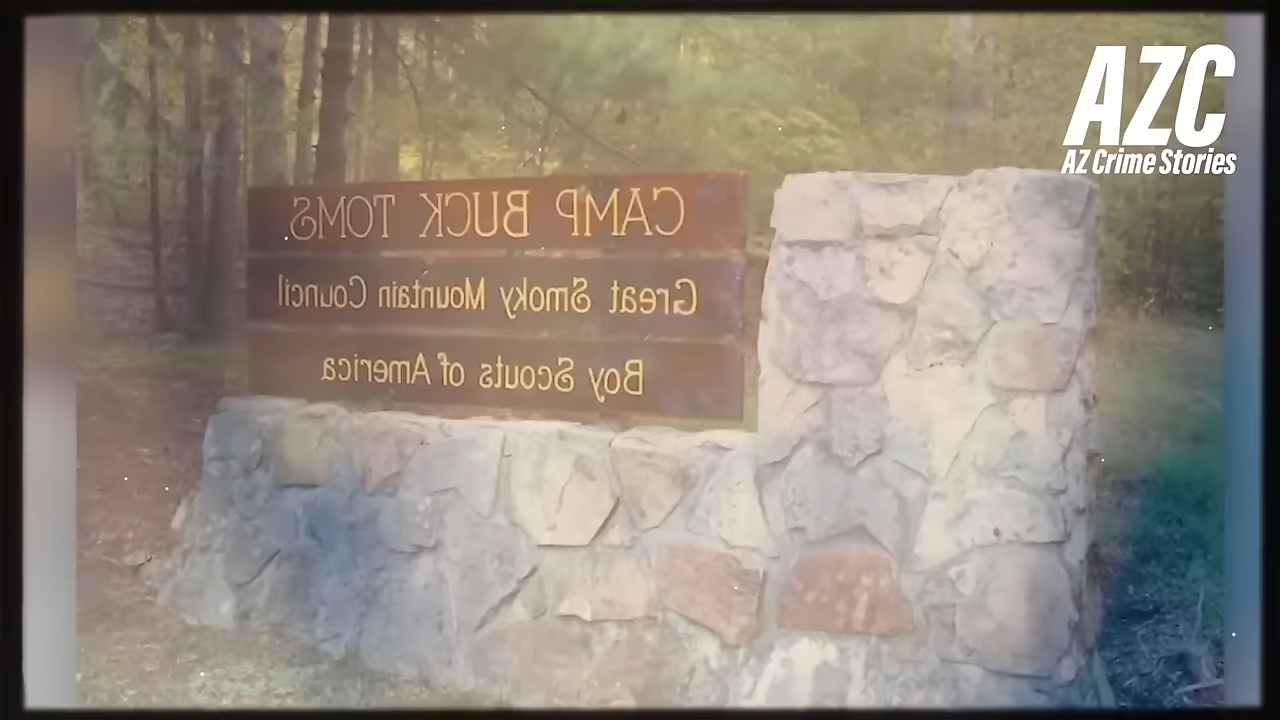 AZC
AZ Crime Stories
CAMP BUCK TOMS
Great Smoky Mountain Council
Boy Scouts of America